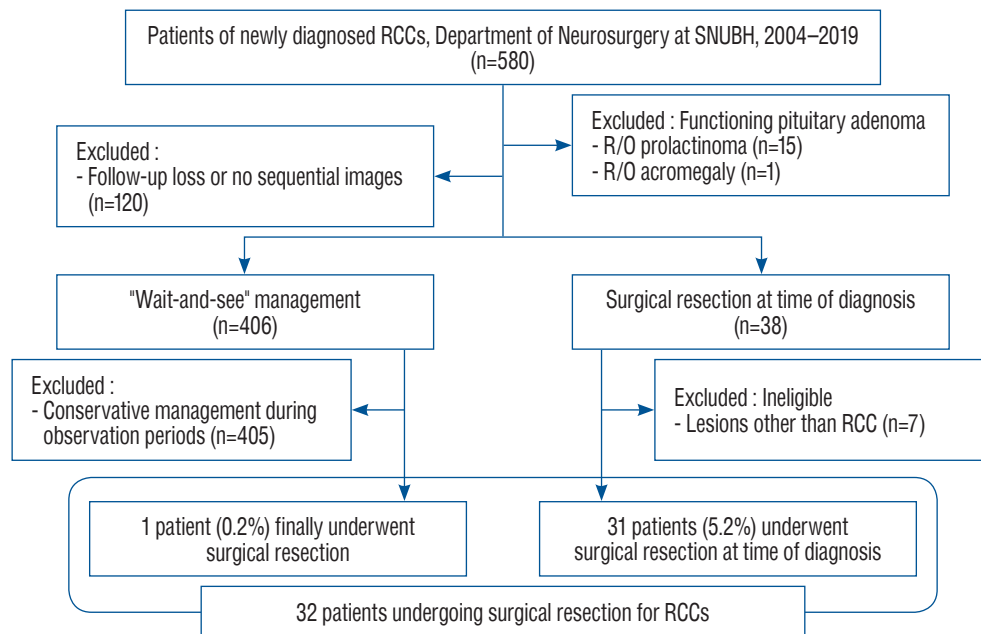 Patients of newly diagnosed RCCs, Department of Neurosurgery at SNUBH, 2004–2019
(n=580)
Excluded : Functioning pituitary adenoma
- R/O prolactinoma (n=15)
- R/O acromegaly (n=1)
Excluded :
- Follow-up loss or no sequential images
(n=120)
"Wait-and-see" management
(n=406)
Surgical resection at time of diagnosis
(n=38)
Excluded :
- Conservative management during
observation periods (n=405)
Excluded : Ineligible
- Lesions other than RCC (n=7)
1 patient (0.2%) finally underwent
surgical resection
31 patients (5.2%) underwent
surgical resection at time of diagnosis
32 patients undergoing surgical resection for RCCs